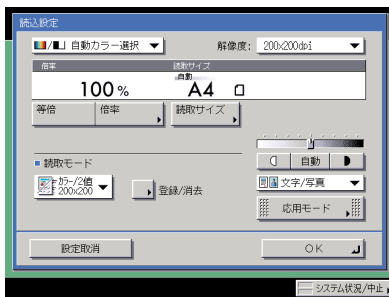 読込設定
自動カラー選択
解像度:
200x200dpi
倍率
読取サイズ
100%
自動
A4
等倍
倍率
読取サイズ
読取モード
カラー/2値
200x200
登録/消去
自動
文字/写真
応用モード
設定取消
OK
システム状況/中止